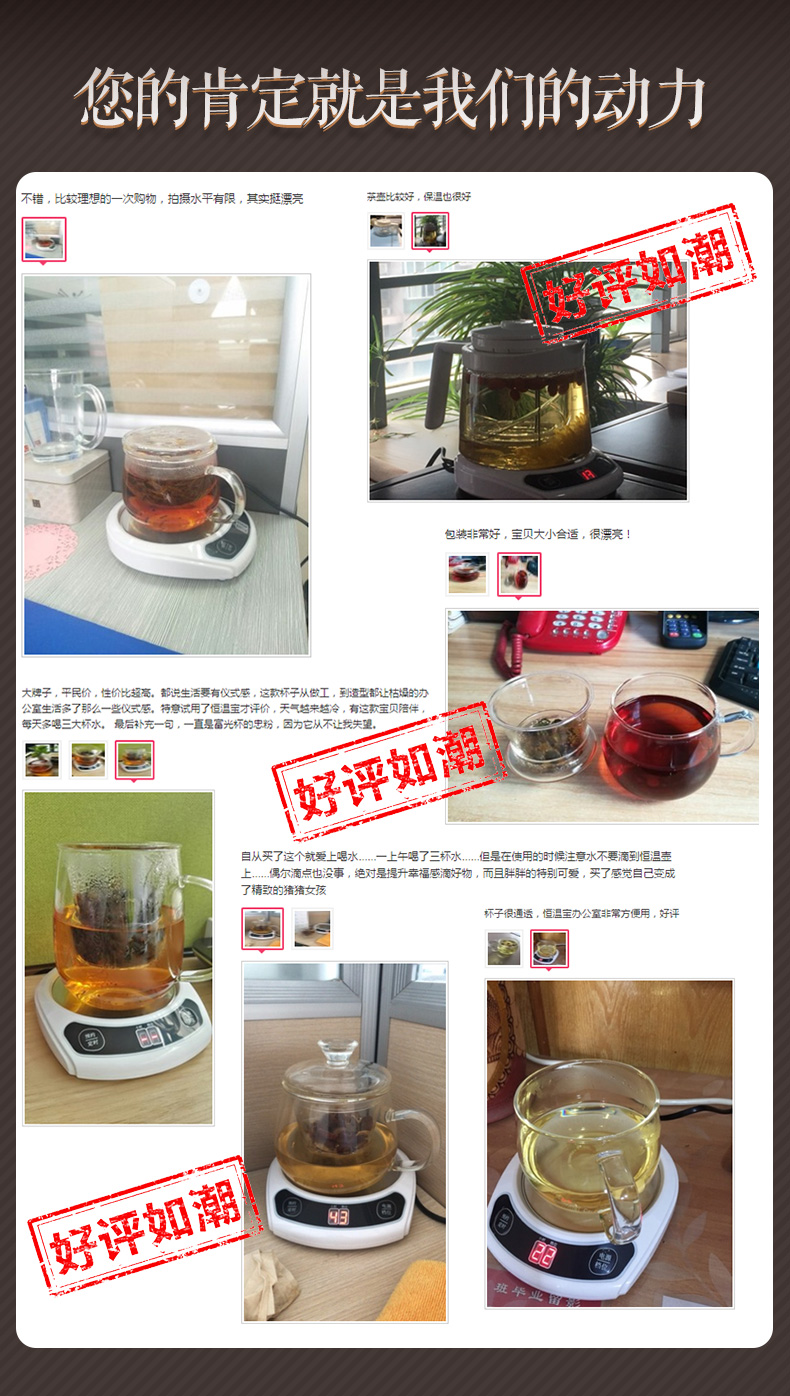 您的肯定就是我们的动力
不错，比较理想的一次购物，拍摄水平有限，其实挺漂亮
茶壶比较好，保温也很好
好评如潮
13
包装非常好，宝贝大小合适，很漂亮！
大牌子，平民价，性价比超高。都说生活要有仪式感，这款杯子从做工，到造型都让枯燥的办
公室生活多了那么一些仪式感。特意试用了恒温宝才评价，天气越来越冷，有这款宝贝陪伴，
每天多喝三大杯水。 最后补充一句，一直是富光杯的忠粉，因为它从不让我失望。
好评如潮
自从买了这个就爱上喝水......一上午喝了三杯水......但是在使用的时候注意水不要滴到恒温壶
上......偶尔滴点也没事，绝对是提升幸福感滴好物，而且胖胖的特别可爱，买了感觉自己变成
了精致的猪猪女孩
杯子很通透，恒温宝办公室非常方便用，好评
好评如潮
43
22
班毕业留影